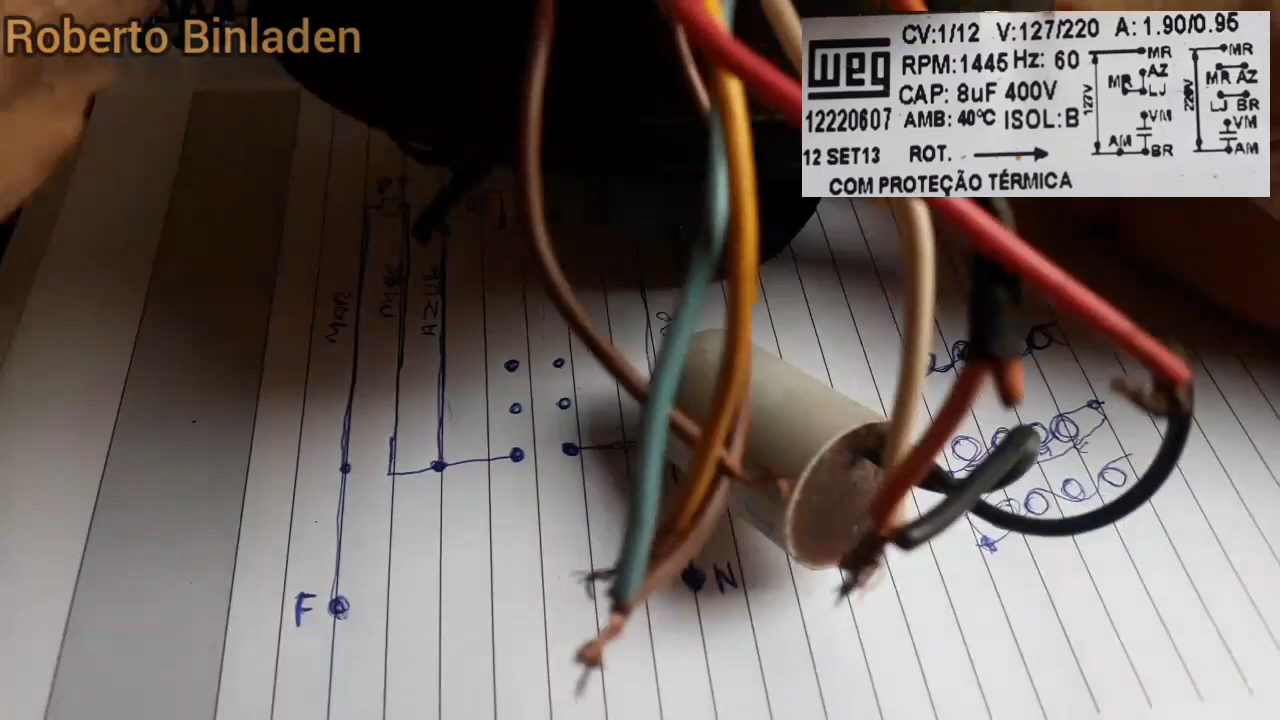 Roberto Binladen
CV:1/12 V:127/220 A: 1.90/0.95
WEG
RPM:1445 Hz: 60
CAP: 8uF 400V
12220607 AMB: 40ºC ISOL:B
12 SET13 ROT.
COM PROTEÇÃO TÉRMICA
127V
MR
MR AZ
LJ
VM
AM BR
220V
MR
MR AZ
LJ BR
VM
AM
MAR
AZUL
F
N